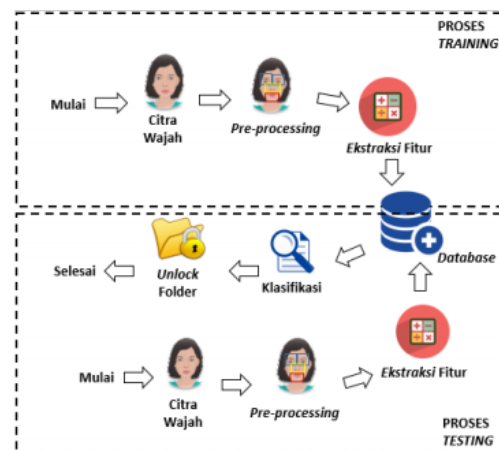 PROSES
TRAINING
Mulai
Citra
Wajah
Pre-processing
Ekstraksi Fitur
Database
Selesai
Unlock
Folder
Klasifikasi
Mulai
Citra
Wajah
Pre-processing
Ekstraksi Fitur
PROSES
TESTING